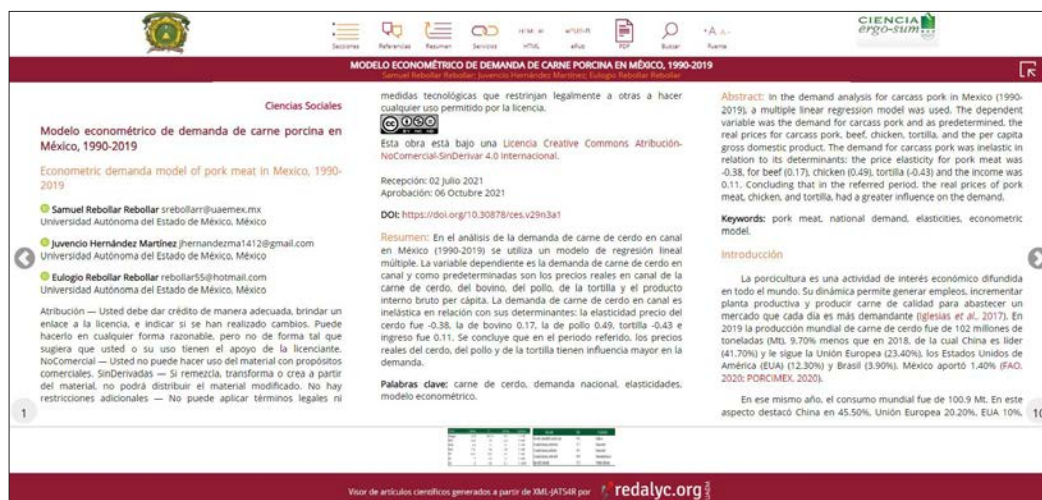 Secciones Referencias Resumen Servicios HTML ePub PDF Buscar Fuente
CIENCIA
ergo-sum
MODELO ECONOMÉTRICO DE DEMANDA DE CARNE PORCINA EN MÉXICO, 1990-2019
Samuel Rebollar Rebollar; Juvencio Hernández Martínez; Eulogio Rebollar Rebollar
Ciencias Sociales
Modelo econométrico de demanda de carne porcina en
México, 1990-2019
Econometric demand model of pork meat in Mexico, 1990-
2019
Samuel Rebollar Rebollar srebollarr@uaemex.mx
Universidad Autónoma del Estado de México, México
Juvencio Hernández Martínez jhernandezma1412@gmail.com
Universidad Autónoma del Estado de México, México
Eulogio Rebollar Rebollar rebollar55@hotmail.com
Universidad Autónoma del Estado de México, México
Atribución — Usted debe dar crédito de manera adecuada, brindar un
enlace a la licencia, e indicar si se han realizado cambios. Puede
hacerlo en cualquier forma razonable, pero no de forma tal que
sugiera que usted o su uso tienen el apoyo de la licenciante.
NoComercial — Usted no puede hacer uso del material con propósitos
comerciales. SinDerivadas — Si remezcla, transforma o crea a partir
del material, no podrá distribuir el material modificado. No hay
restricciones adicionales — No puede aplicar términos legales ni
1
medidas tecnológicas que restrinjan legalmente a otras a hacer
cualquier uso permitido por la licencia.
Esta obra está bajo una Licencia Creative Commons Atribución-
NoComercial-SinDerivar 4.0 Internacional.
Recepción: 02 Julio 2021
Aprobación: 06 Octubre 2021
DOI: https://doi.org/10.30878/ces.v29n3a1
Resumen: En el análisis de la demanda de carne de cerdo en canal
en México (1990-2019) se utiliza un modelo de regresión lineal
múltiple. La variable dependiente es la demanda de carne de cerdo en
canal y como predeterminadas son los precios reales en canal de la
carne de cerdo, del bovino, del pollo, de la tortilla y el producto
interno bruto per cápita. La demanda de carne de cerdo en canal es
inelástica en relación con sus determinantes: la elasticidad precio del
cerdo fue -0.38, la de bovino 0.17, la de pollo 0.49, tortilla -0.43 e
ingreso fue 0.11. Se concluye que en el periodo referido, los precios
reales del cerdo, del pollo y de la tortilla tienen influencia mayor en la
demanda.
Palabras clave: carne de cerdo, demanda nacional, elasticidades,
modelo econométrico.
Abstract: In the demand analysis for carcass pork in Mexico (1990-
2019), a multiple linear regression model was used. The dependent
variable was the demand for carcass pork and as predetermined, the
real prices for carcass pork, beef, chicken, tortilla, and the per capita
gross domestic product. The demand for carcass pork was inelastic in
relation to its determinants: the price elasticity for pork meat was
-0.38, for beef (0.17), chicken (0.49), tortilla (-0.43) and the income was
0.11. Concluding that in the referred period, the real prices of pork
meat, chicken, and tortilla, had a greater influence on the demand.
Keywords: pork meat, national demand, elasticities, econometric
model.
Introducción
La porcicultura es una actividad de interés económico difundida
en todo el mundo. Su dinámica permite generar empleos, incrementar
planta productiva y producir carne de calidad para abastecer un
mercado que cada día es más demandante (Iglesias et al., 2017). En
2019 la producción mundial de carne de cerdo fue de 102 millones de
toneladas (Mt), 9.70% menos que en 2018, de la cual China es líder
(41.70%) y le sigue la Unión Europea (23.40%), los Estados Unidos de
América (EUA) (12.30%) y Brasil (3.90%). México aportó 1.40% (FAO,
2020; PORCIMEX, 2020).
En ese mismo año, el consumo mundial fue de 100.9 Mt. En este
aspecto destacó China en 45.50%, Unión Europea 20.20%, EUA 10%,
10
Visor de artículos científicos generados a partir de XML-JATS4R por redalyc.org UAEM